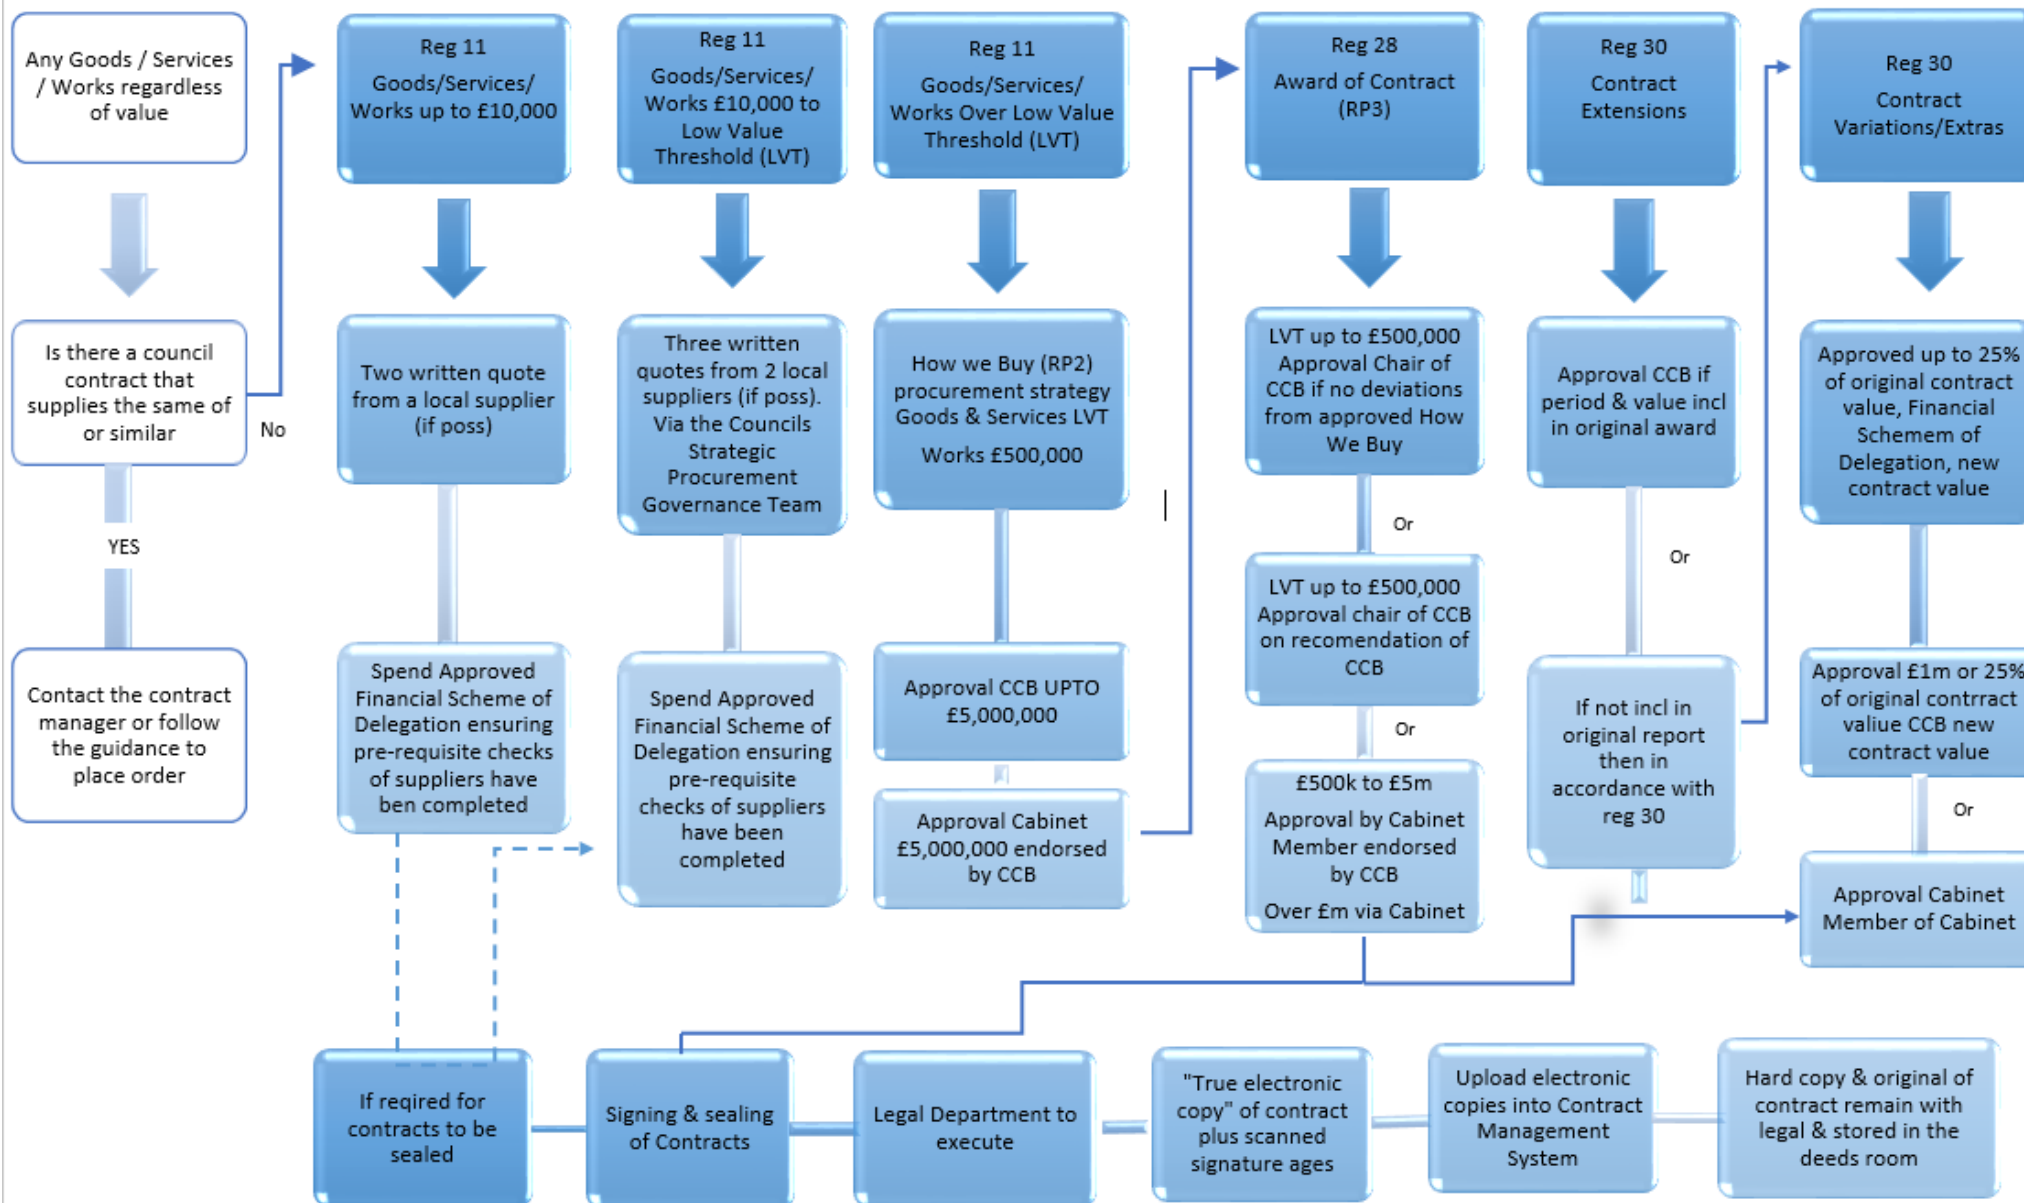 Any Goods / Services
/ Works regardless
of value
Is there a council
contract that
supplies the same of
or similar
No
YES
Contact the contract
manager or follow
the guidance to
place order
Reg 11
Goods/Services/
Works up to £10,000
Two written quote
from a local supplier
(if poss)
Spend Approved
Financial Scheme of
Delegation ensuring
pre-requisite checks
of suppliers have
ben completed
Reg 11
Goods/Services/
Works £10,000 to
Low Value
Threshold (LVT)
Three written
quotes from 2 local
suppliers (if poss).
Via the Councils
Strategic
Procurement
Governance Team
Spend Approved
Financial Scheme of
Delegation ensuring
pre-requisite
checks of suppliers
have been
completed
Reg 11
Goods/Services/
Works Over Low Value
Threshold (LVT)
How we Buy (RP2)
procurement strategy
Goods & Services LVT
Works £500,000
Approval CCB UPTO
£5,000,000
Approval Cabinet
£5,000,000 endorsed
by CCB
Reg 28
Award of Contract
(RP3)
LVT up to £500,000
Approval Chair of
CCB if no deviations
from approved How
We Buy
Or
LVT up to £500,000
Approval chair of CCB
on recomendation of
CCB
Or
£500k to £5m
Approval by Cabinet
Member endorsed
by CCB
Over £m via Cabinet
Reg 30
Contract
Extensions
Approval CCB if
period & value incl
in original award
Or
If not incl in
original report
then in
accordance with
reg 30
Reg 30
Contract
Variations/Extras
Approved up to 25%
of original contract
value, Financial
Schemem of
Delegation, new
contract value
Approval £1m or 25%
of original contrract
valiue CCB new
contract value
Or
Approval Cabinet
Member of Cabinet
If reqired for
contracts to be
sealed
Signing & sealing
of Contracts
Legal Department to
execute
"True electronic
copy" of contract
plus scanned
signature ages
Upload electronic
copies into Contract
Management
System
Hard copy & original of
contract remain with
legal & stored in the
deeds room